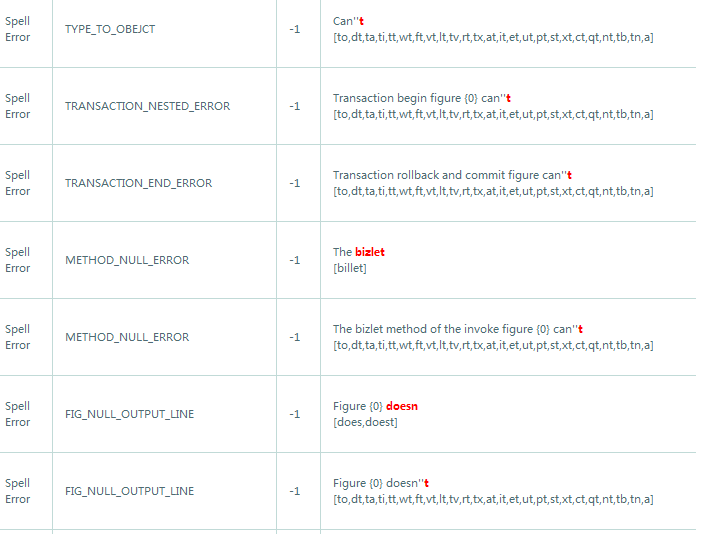 Spell
Error
TYPE_TO_OBEJCT
-1
Can''t
[to,dt,ta,ti,tt,wt,ft,vt,lt,tv,rt,tx,at,it,et,ut,pt,st,xt,ct,qt,nt,tb,tn,a]
Spell
Error
TRANSACTION_NESTED_ERROR
-1
Transaction begin figure {0} can''t
[to,dt,ta,ti,tt,wt,ft,vt,lt,tv,rt,tx,at,it,et,ut,pt,st,xt,ct,qt,nt,tb,tn,a]
Spell
Error
TRANSACTION_END_ERROR
-1
Transaction rollback and commit figure can''t
[to,dt,ta,ti,tt,wt,ft,vt,lt,tv,rt,tx,at,it,et,ut,pt,st,xt,ct,qt,nt,tb,tn,a]
Spell
Error
METHOD_NULL_ERROR
-1
The bizlet
[billet]
Spell
Error
METHOD_NULL_ERROR
-1
The bizlet method of the invoke figure {0} can''t
[to,dt,ta,ti,tt,wt,ft,vt,lt,tv,rt,tx,at,it,et,ut,pt,st,xt,ct,qt,nt,tb,tn,a]
Spell
Error
FIG_NULL_OUTPUT_LINE
-1
Figure {0} doesn
[does,doest]
Spell
Error
FIG_NULL_OUTPUT_LINE
-1
Figure {0} doesn''t
[to,dt,ta,ti,tt,wt,ft,vt,lt,tv,rt,tx,at,it,et,ut,pt,st,xt,ct,qt,nt,tb,tn,a]